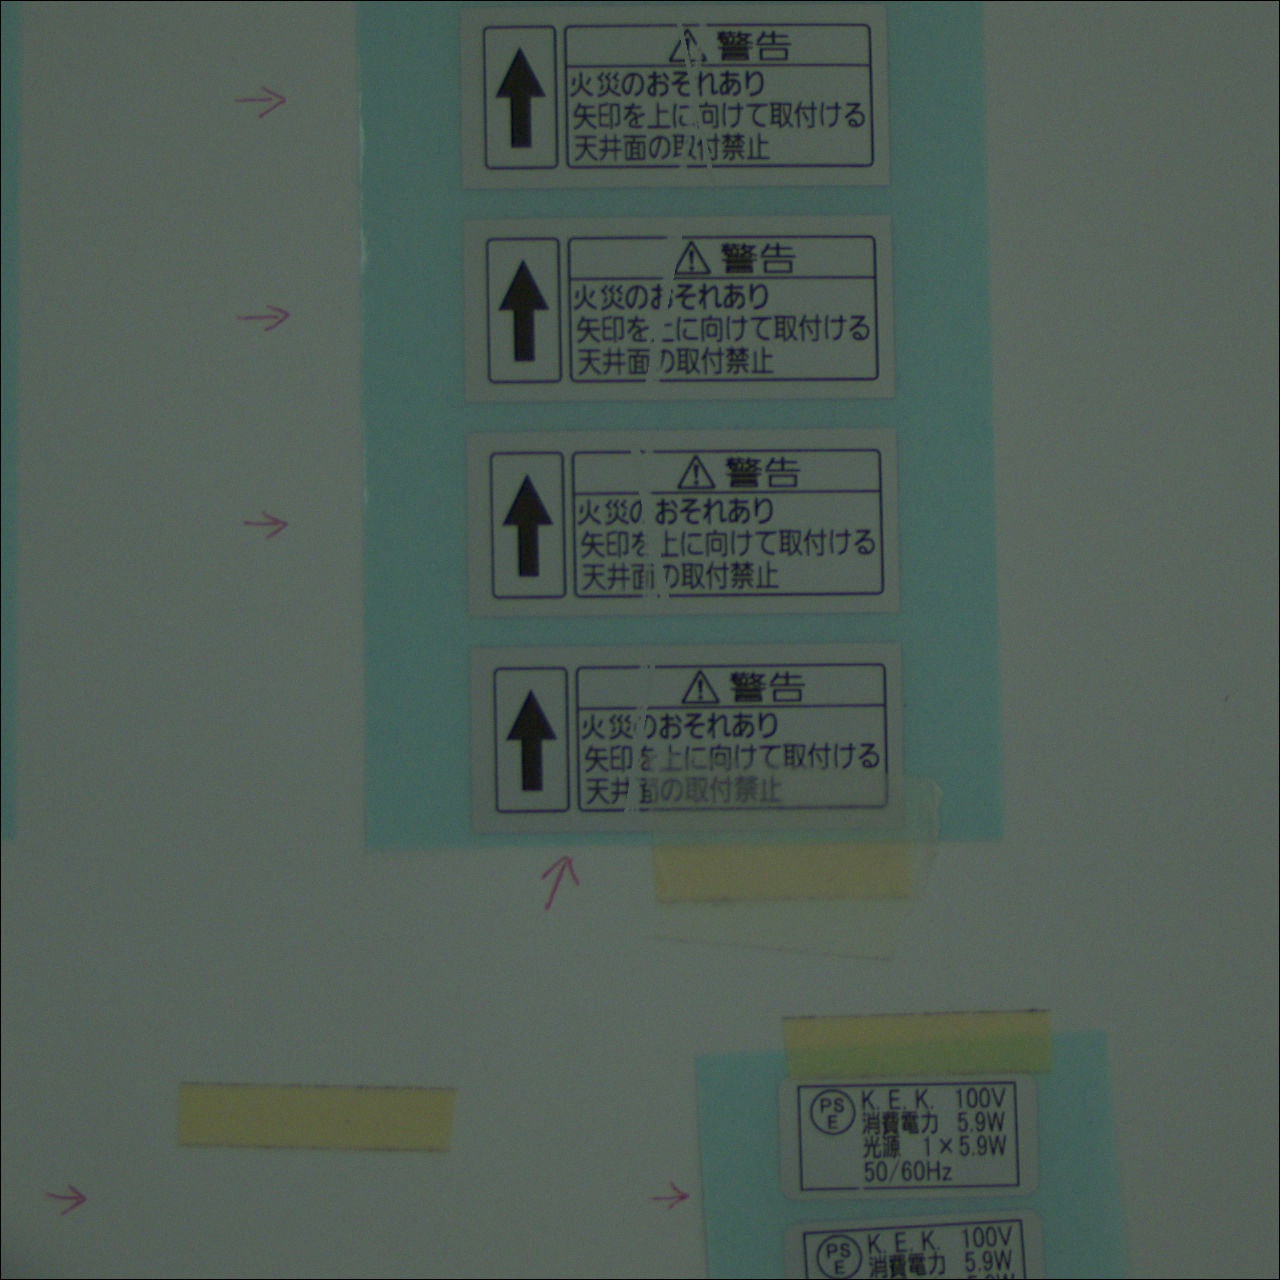 警告
火災のおそれあり
矢印を上に向けて取付ける
天井面の取付禁止
警告
火災のおそれあり
矢印を上に向けて取付ける
天井面の取付禁止
警告
火災のおそれあり
矢印を上に向けて取付ける
天井面の取付禁止
警告
火災のおそれあり
矢印を上に向けて取付ける
天井面の取付禁止
PS E
K. E. K. 100V
消費電力 5.9W
光源 1×5.9W
50/60Hz
PS E
K. E. K. 100V
消費電力 5.9W